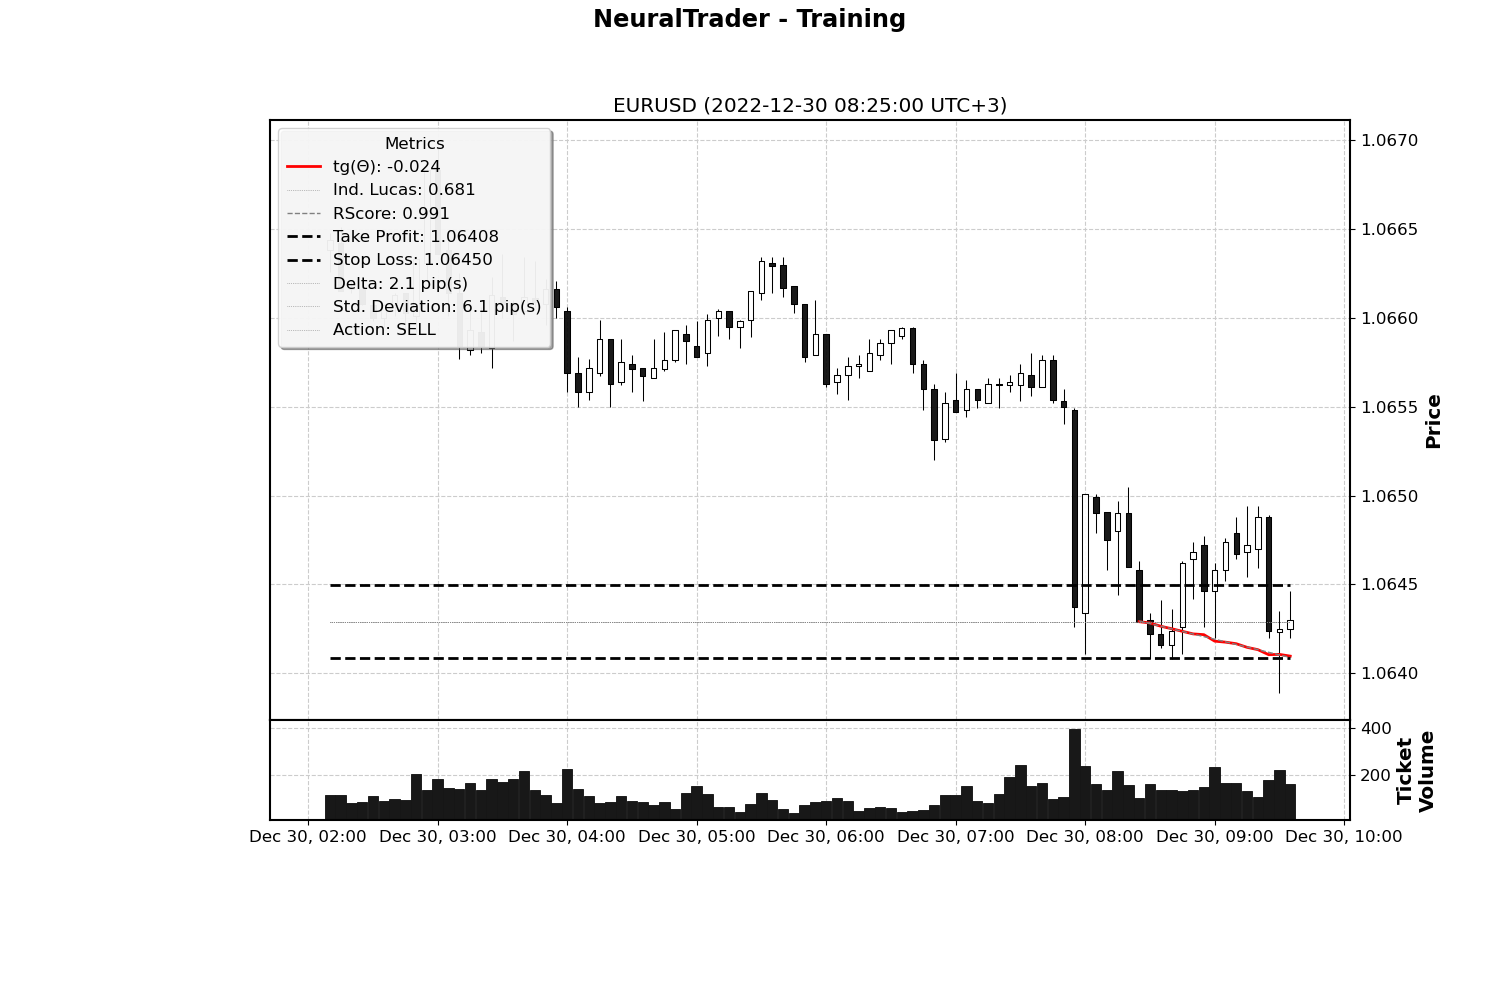 NeuralTrader - Training
EURUSD (2022-12-30 08:25:00 UTC+3)
Metrics
tg(Θ): -0.024
Ind. Lucas: 0.681
RScore: 0.991
Take Profit: 1.06408
Stop Loss: 1.06450
Delta: 2.1 pip(s)
Std. Deviation: 6.1 pip(s)
Action: SELL
1.0670
1.0665
1.0660
1.0655
1.0650
1.0645
1.0640
Price
400
200
Ticket
Volume
Dec 30, 02:00
Dec 30, 03:00
Dec 30, 04:00
Dec 30, 05:00
Dec 30, 06:00
Dec 30, 07:00
Dec 30, 08:00
Dec 30, 09:00
Dec 30, 10:00